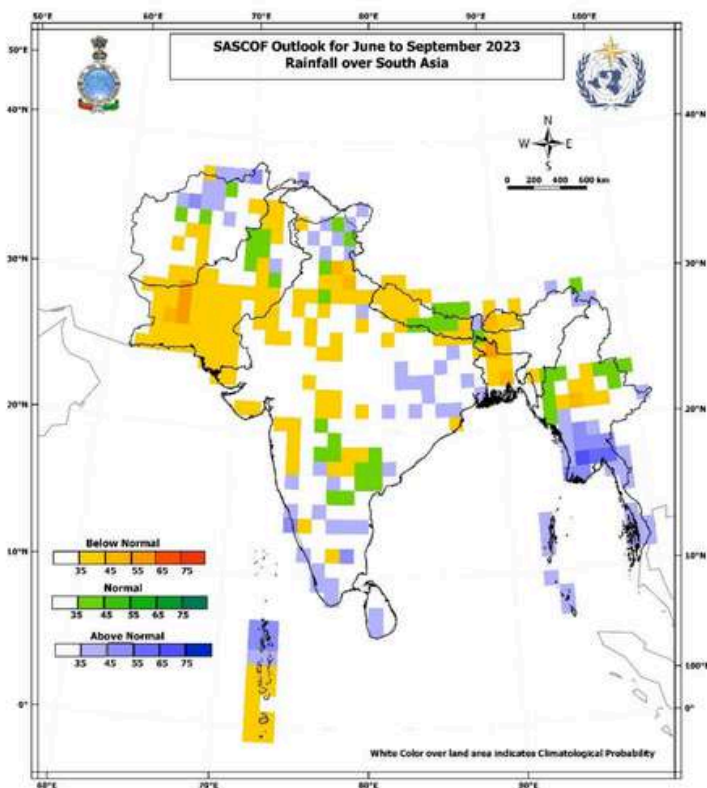 50°E 60°E 70°E 80°E 90°E 100°E
SASCOF Outlook for June to September 2023
Rainfall over South Asia
50°N
40°N 40°N
N
W E
S
0 200 400 600 km
30°N 30°N
20°N 20°N
10°N 10°N
Below Normal
35 45 55 65 75
Normal
35 45 55 65 75
Above Normal
35 45 55 65 75
100°E
0° 0°
White Color over land area indicates Climatological Probability
60°E 70°E 80°E 90°E